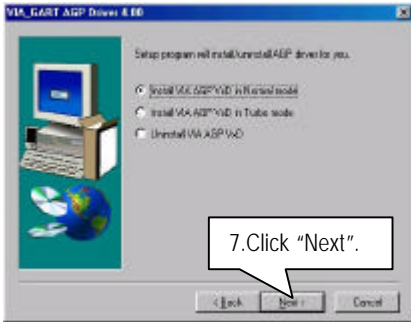 VIA_GART AGP Driver 4.00
Setup program will install/uninstall AGP driver for you.
Install VIA AGP VxD in Normal mode
Install VIA AGP VxD in Turbo mode
Uninstall VIA AGP VxD
7.Click “Next”.
< Back
Next >
Cancel